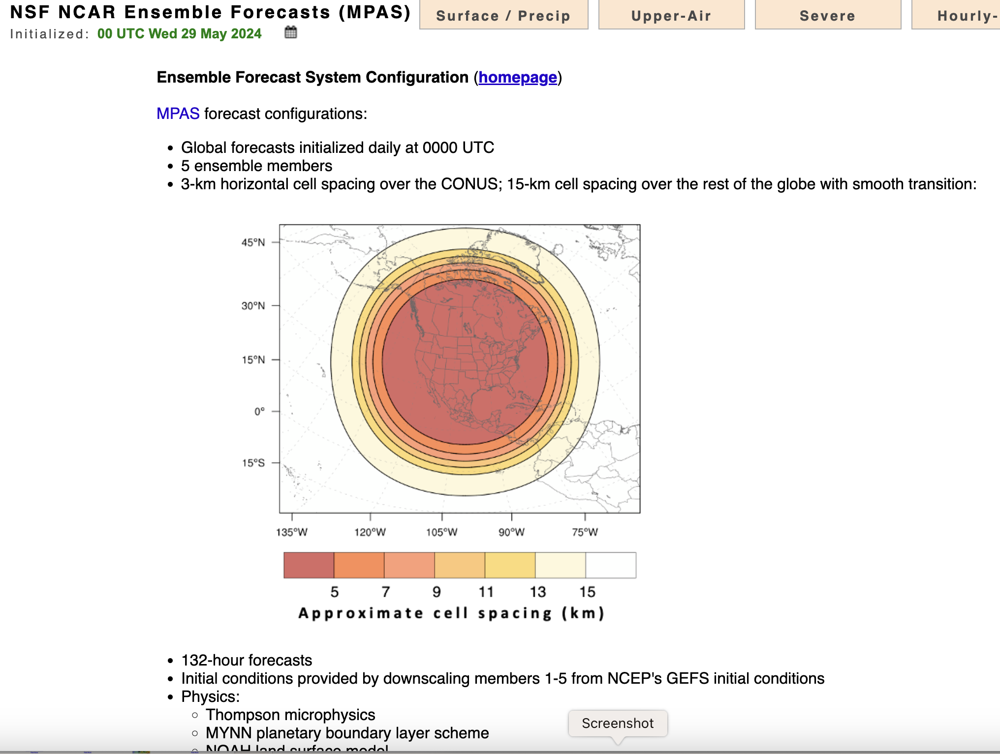 NSF NCAR Ensemble Forecasts (MPAS)
Surface / Precip
Upper-Air
Severe
Hourly-
Initialized: 00 UTC Wed 29 May 2024
Ensemble Forecast System Configuration (homepage)
MPAS forecast configurations:
• Global forecasts initialized daily at 0000 UTC
• 5 ensemble members
• 3-km horizontal cell spacing over the CONUS; 15-km cell spacing over the rest of the globe with smooth transition:
45°N
30°N
15°N
0°
15°S
135°W 120°W 105°W 90°W 75°W
5 7 9 11 13 15
Approximate cell spacing (km)
• 132-hour forecasts
• Initial conditions provided by downscaling members 1-5 from NCEP's GEFS initial conditions
• Physics:
◦ Thompson microphysics
◦ MYNN planetary boundary layer scheme
◦ NOAH land surface model
Screenshot